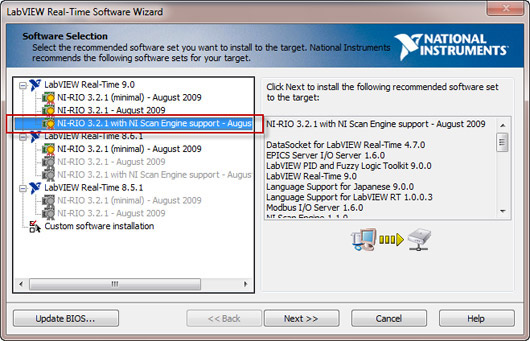 LabVIEW Real-Time Software Wizard
Software Selection
Select the recommended software set you want to install to the target. National Instruments
recommends the following software sets for your target.
NATIONAL
INSTRUMENTS
LabVIEW Real-Time 9.0
NI-RIO 3.2.1 (minimal) - August 2009
NI-RIO 3.2.1 - August 2009
NI-RIO 3.2.1 with NI Scan Engine support - August
LabVIEW Real-Time 8.6.1
NI-RIO 3.2.1 (minimal) - August 2009
NI-RIO 3.2.1 - August 2009
NI-RIO 3.2.1 with NI Scan Engine support - August
LabVIEW Real-Time 8.5.1
NI-RIO 3.2.1 (minimal) - August 2009
NI-RIO 3.2.1 - August 2009
Custom software installation
Click Next to install the following recommended software set
to the target:
NI-RIO 3.2.1 with NI Scan Engine support - August 2009
DataSocket for LabVIEW Real-Time 4.7.0
EPICS Server I/O Server 1.6.0
LabVIEW PID and Fuzzy Logic Toolkit 9.0.0
LabVIEW Real-Time 9.0
Language Support for Japanese 9.0.0
Language Support for LabVIEW RT 1.0.0.3
Modbus I/O Server 1.6.0
NI Scan Engine 1.1.0
Update BIOS...
<< Back
Next >>
Cancel
Help